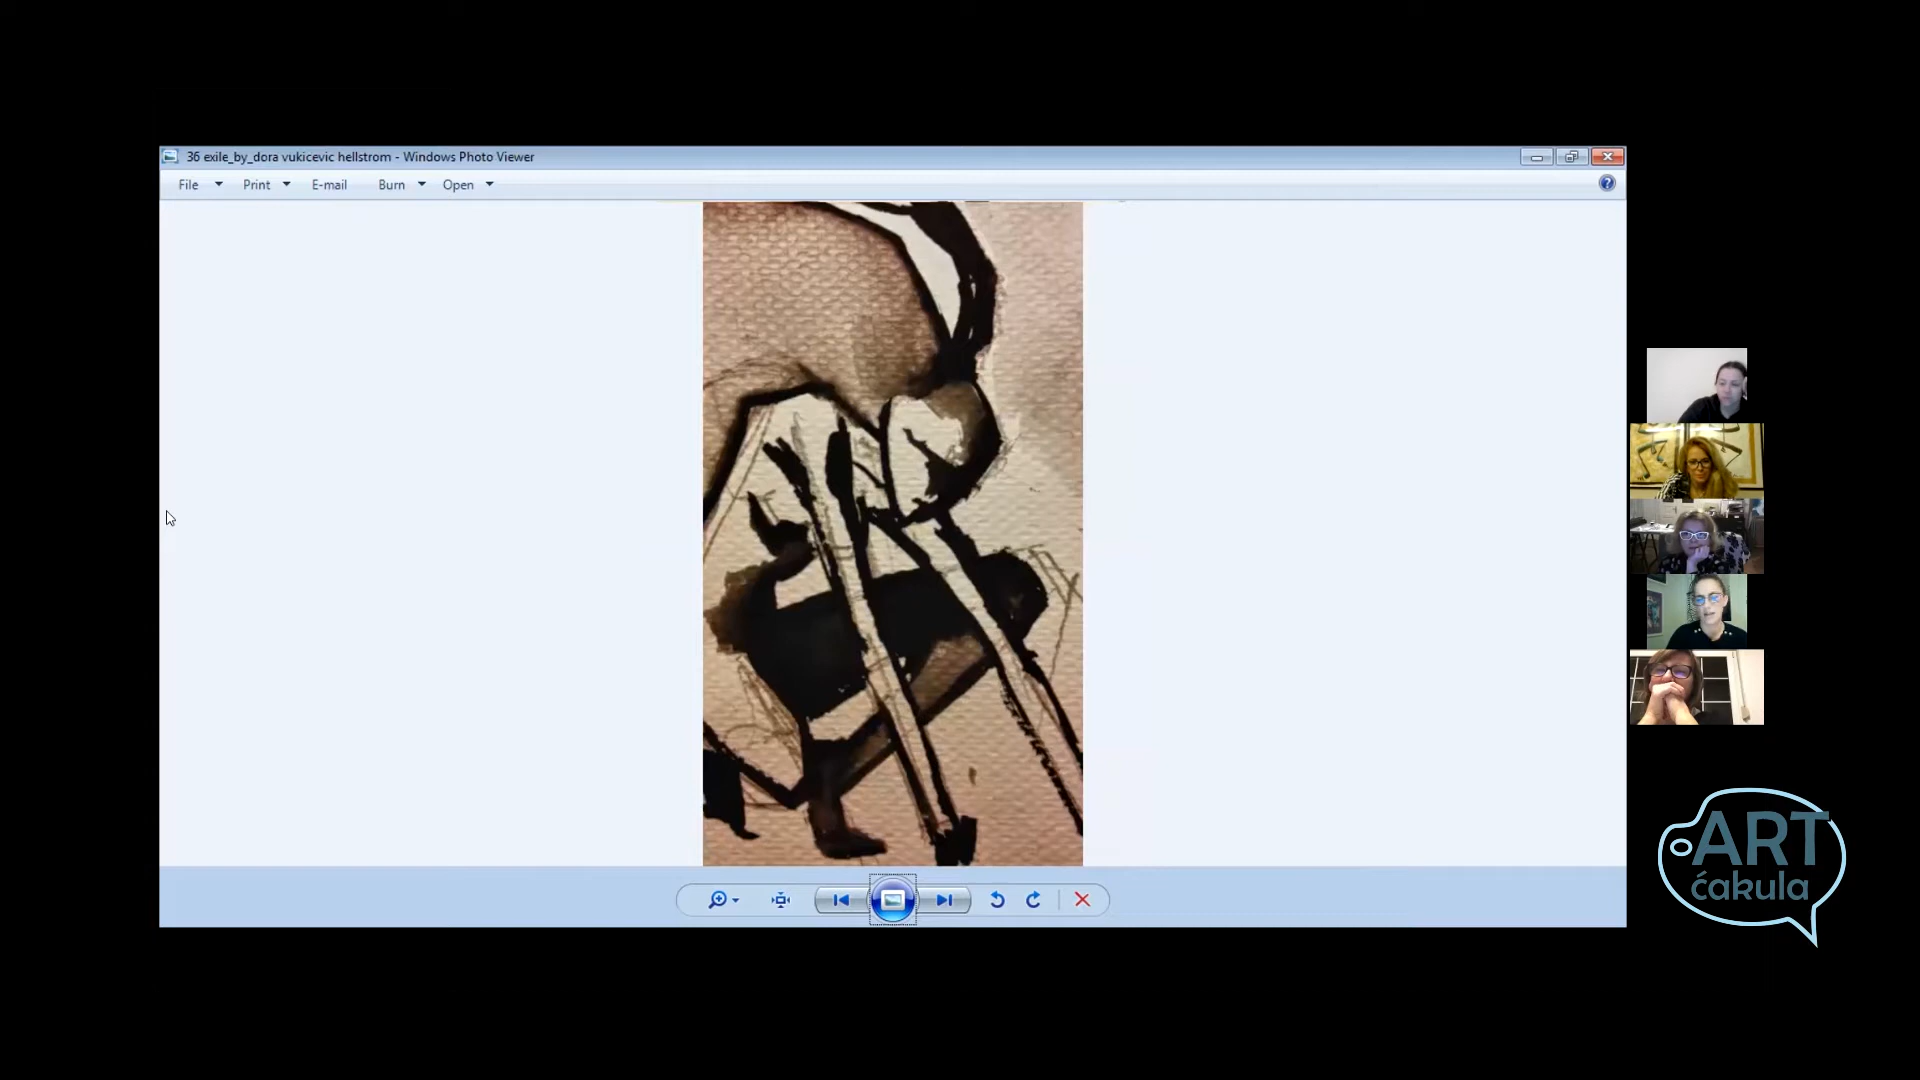 36 exile_by_dora vukicevic hellstrom - Windows Photo Viewer
File Print E-mail Burn Open
ART
ćakula